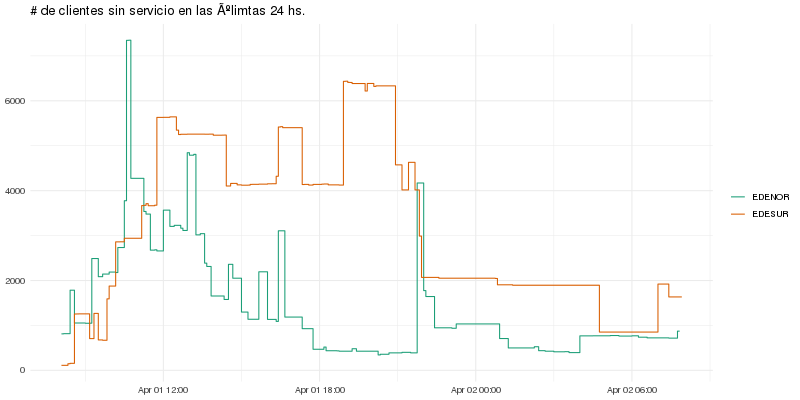 # de clientes sin servicio en las Ãºlimtas 24 hs.
6000
4000
2000
0
Apr 01 12:00
Apr 01 18:00
Apr 02 00:00
Apr 02 06:00
EDENOR
EDESUR